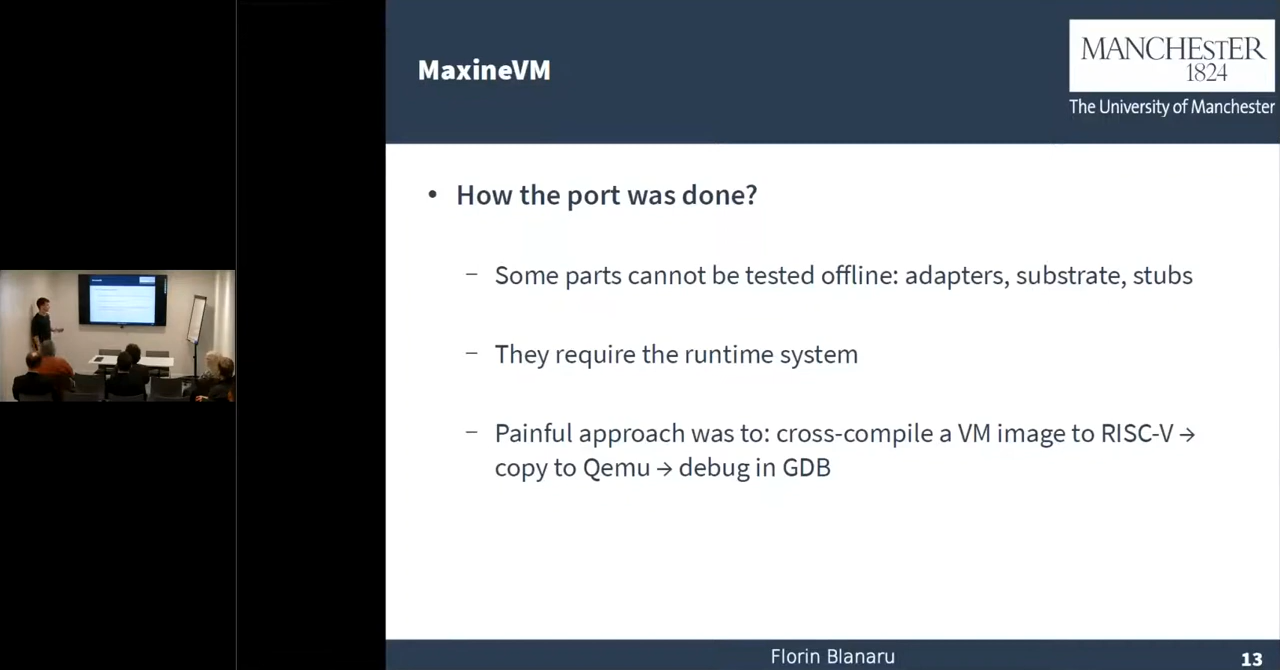 MaxineVM
MANCHESTER
1824
The University of Manchester
• How the port was done?
– Some parts cannot be tested offline: adapters, substrate, stubs
– They require the runtime system
– Painful approach was to: cross-compile a VM image to RISC-V →
copy to Qemu → debug in GDB
Florin Blanaru
13